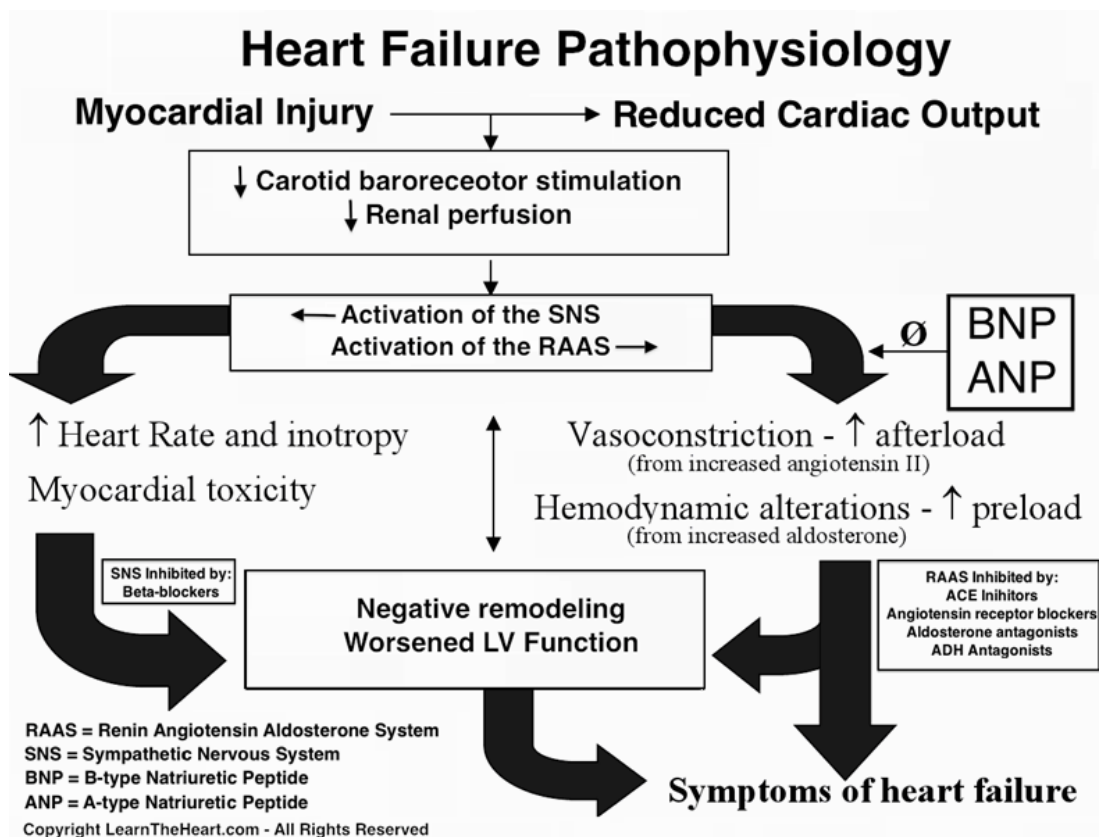 Heart Failure Pathophysiology
Myocardial Injury → Reduced Cardiac Output
↓ Carotid baroreceotor stimulation
↓ Renal perfusion
← Activation of the SNS
Activation of the RAAS →
Ø
BNP
ANP
↑ Heart Rate and inotropy
Myocardial toxicity
Vasoconstriction - ↑ afterload
(from increased angiotensin II)
Hemodynamic alterations - ↑ preload
(from increased aldosterone)
SNS Inhibited by:
Beta-blockers
RAAS Inhibited by:
ACE Inihitors
Angiotensin receptor blockers
Aldosterone antagonists
ADH Antagonists
Negative remodeling
Worsened LV Function
Symptoms of heart failure
RAAS = Renin Angiotensin Aldosterone System
SNS = Sympathetic Nervous System
BNP = B-type Natriuretic Peptide
ANP = A-type Natriuretic Peptide
Copyright LearnTheHeart.com - All Rights Reserved